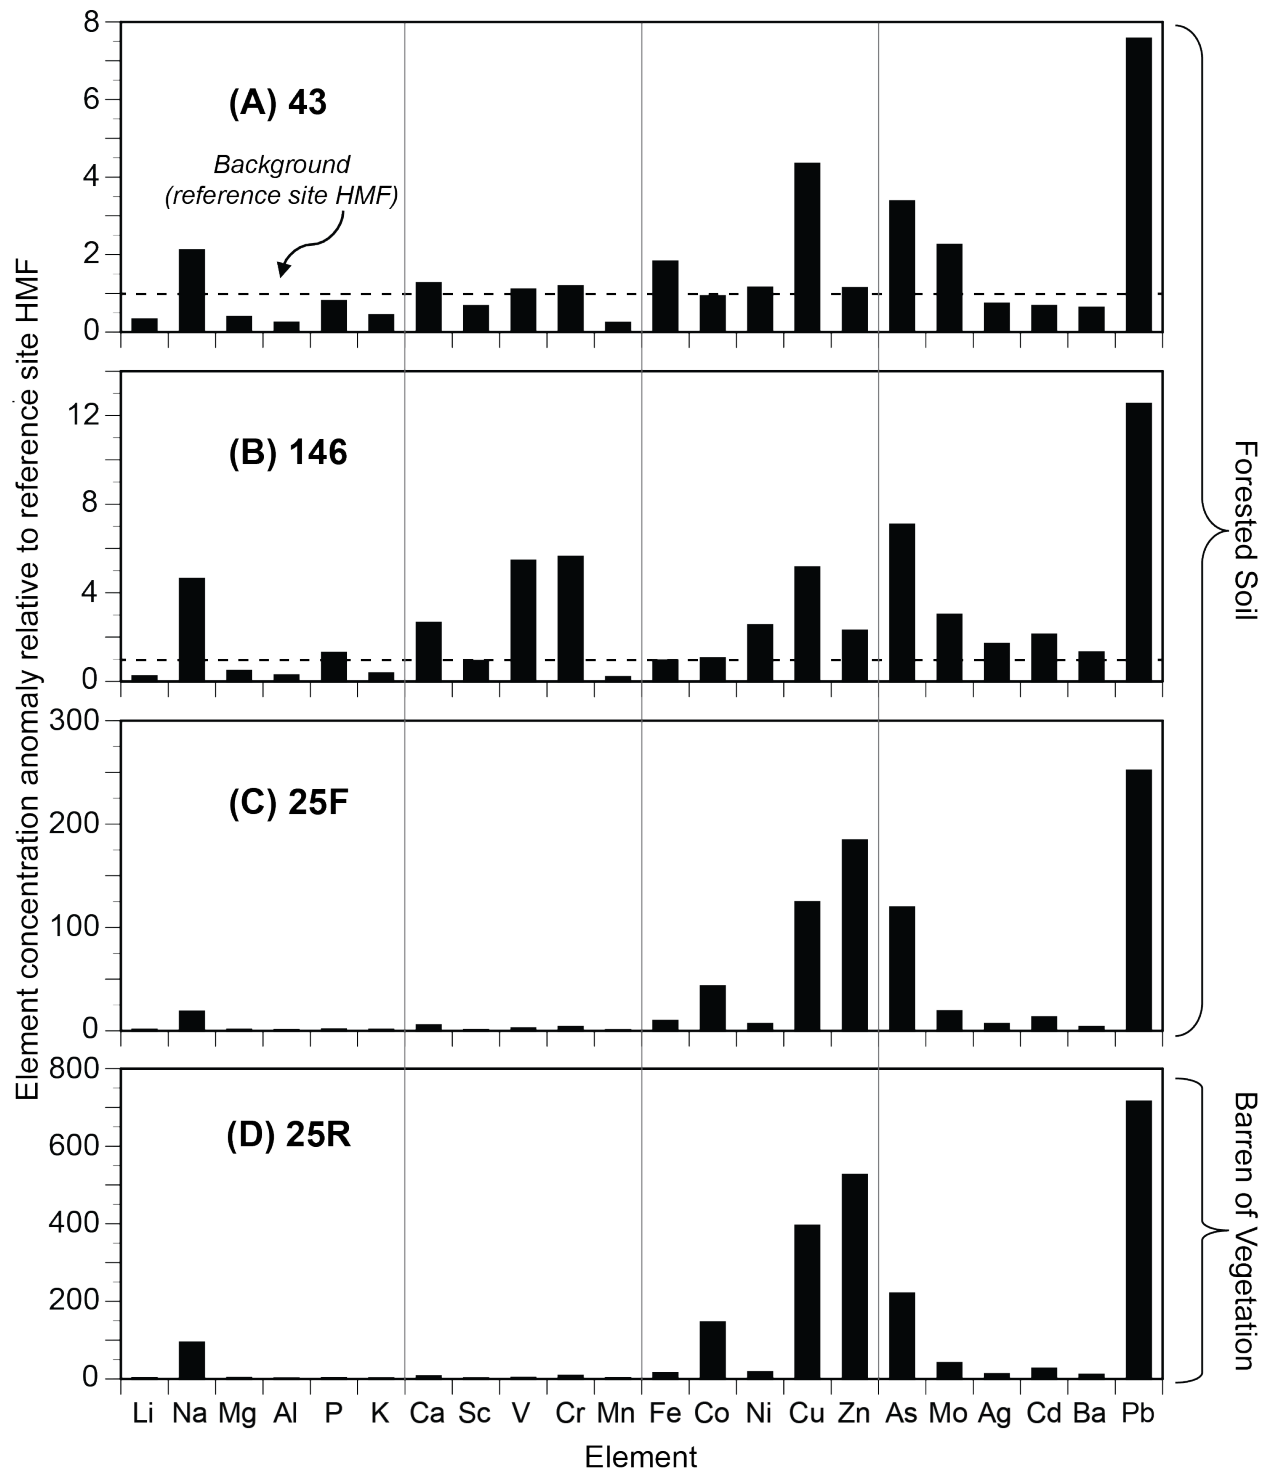 Element concentration anomaly relative to reference site HMF
8
6
4
2
0
(A) 43
Background
(reference site HMF)
12
8
4
0
(B) 146
300
200
100
0
(C) 25F
800
600
400
200
0
(D) 25R
Forested Soil
Barren of Vegetation
Li Na Mg Al P K Ca Sc V Cr Mn Fe Co Ni Cu Zn As Mo Ag Cd Ba Pb
Element